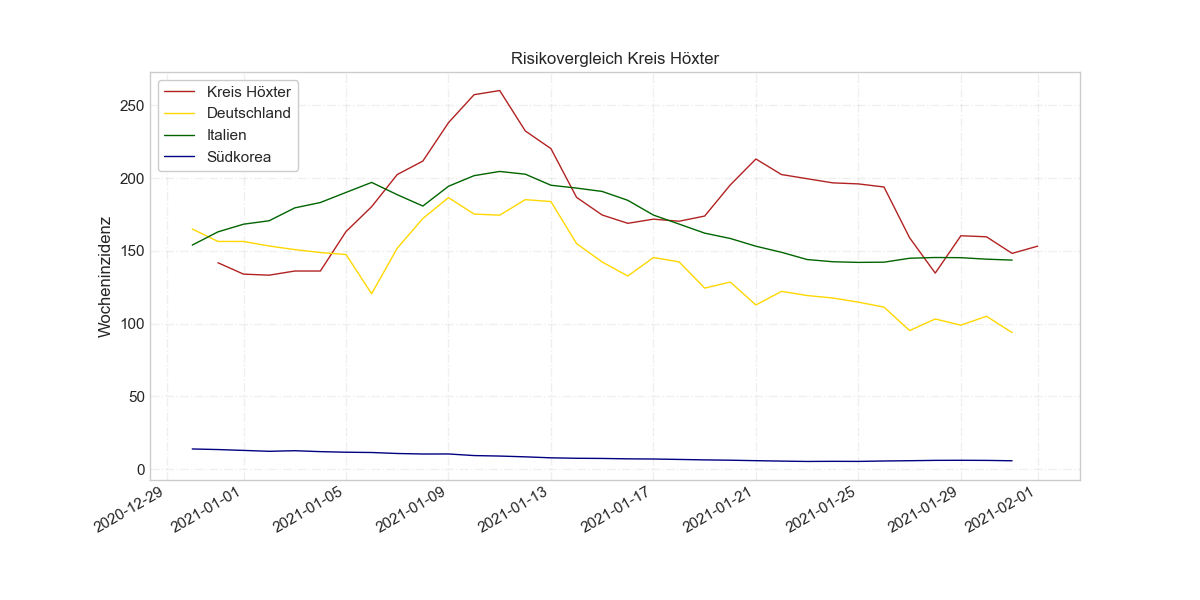 Risikovergleich Kreis Höxter
Kreis Höxter
Deutschland
Italien
Südkorea
Wocheninzidenz
250
200
150
100
50
0
2020-12-29
2021-01-01
2021-01-05
2021-01-09
2021-01-13
2021-01-17
2021-01-21
2021-01-25
2021-01-29
2021-02-01